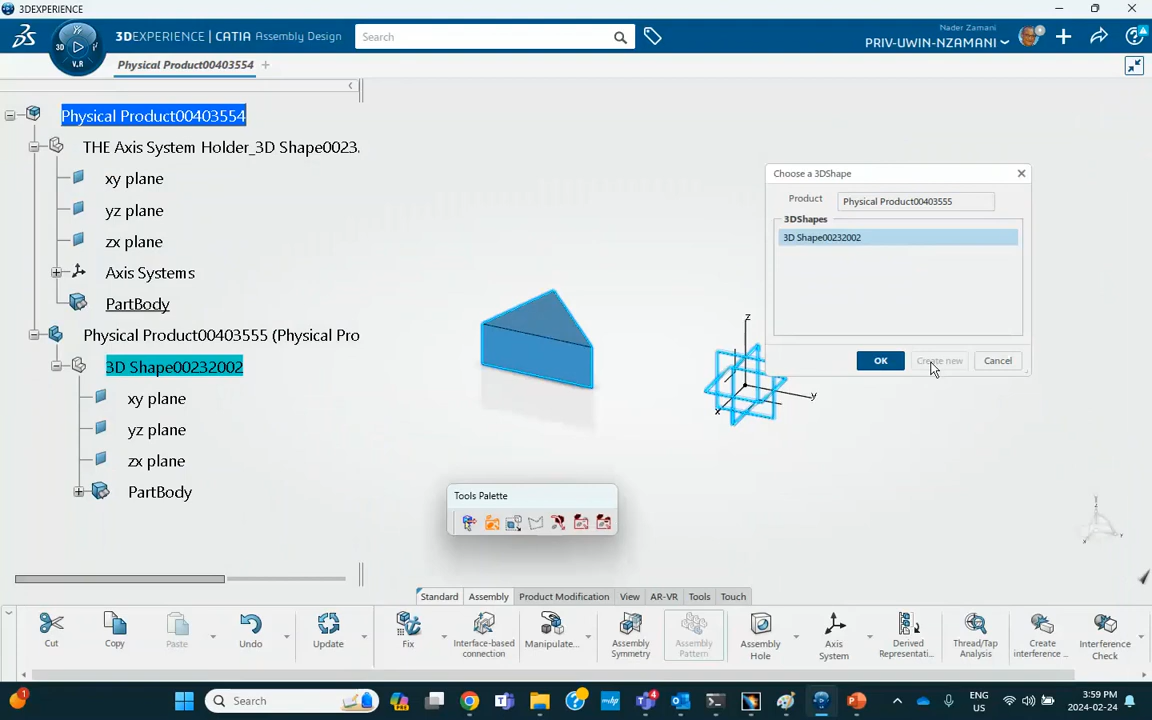 3DEXPERIENCE
3DEXPERIENCE | CATIA Assembly Design
Search
Nader Zamani
PRIV-UWIN-NZAMANI
3D
V.R
Physical Product00403554
Physical Product00403554
THE Axis System Holder_3D Shape0023.
xy plane
yz plane
zx plane
Axis Systems
PartBody
Physical Product00403555 (Physical Pro
3D Shape00232002
xy plane
yz plane
zx plane
PartBody
Choose a 3DShape
Product
Physical Product00403555
3DShapes
3D Shape00232002
OK
Create new
Cancel
z
y
x
Tools Palette
Standard
Assembly
Product Modification
View
AR-VR
Tools
Touch
Cut
Copy
Paste
Undo
Update
Fix
Interface-based
connection
Manipulate...
Assembly
Symmetry
Assembly
Pattern
Assembly
Hole
Axis
System
Derived
Representati...
Thread/Tap
Analysis
Create
interference ...
Interference
Check
1
Search
4
ENG
US
3:59 PM
2024-02-24